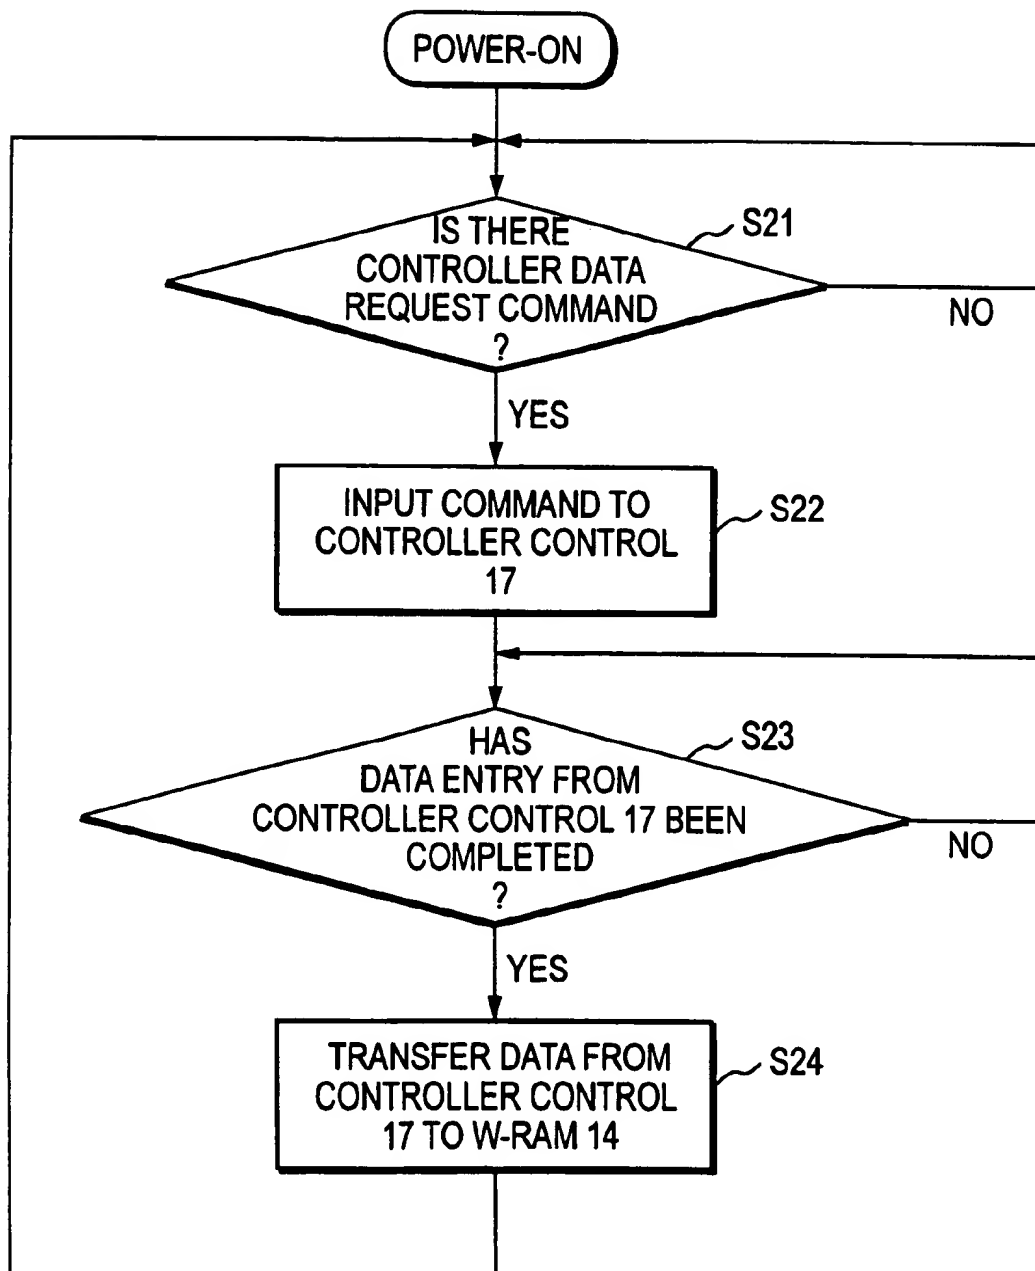 POWER-ON
IS THERE
CONTROLLER DATA
REQUEST COMMAND
?
S21
NO
YES
INPUT COMMAND TO
CONTROLLER CONTROL
17
S22
HAS
DATA ENTRY FROM
CONTROLLER CONTROL 17 BEEN
COMPLETED
?
S23
NO
YES
TRANSFER DATA FROM
CONTROLLER CONTROL
17 TO W-RAM 14
S24